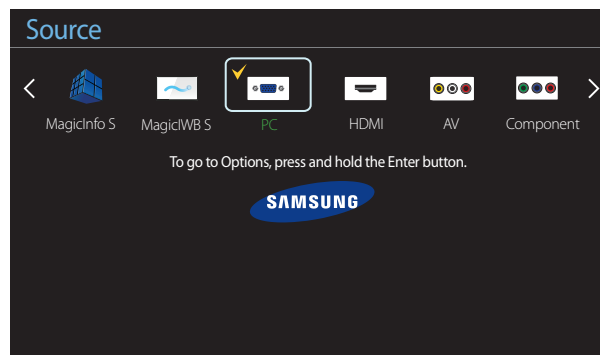 Source
MagicInfo S MagicIWB S PC HDMI AV Component
To go to Options, press and hold the Enter button.
SAMSUNG